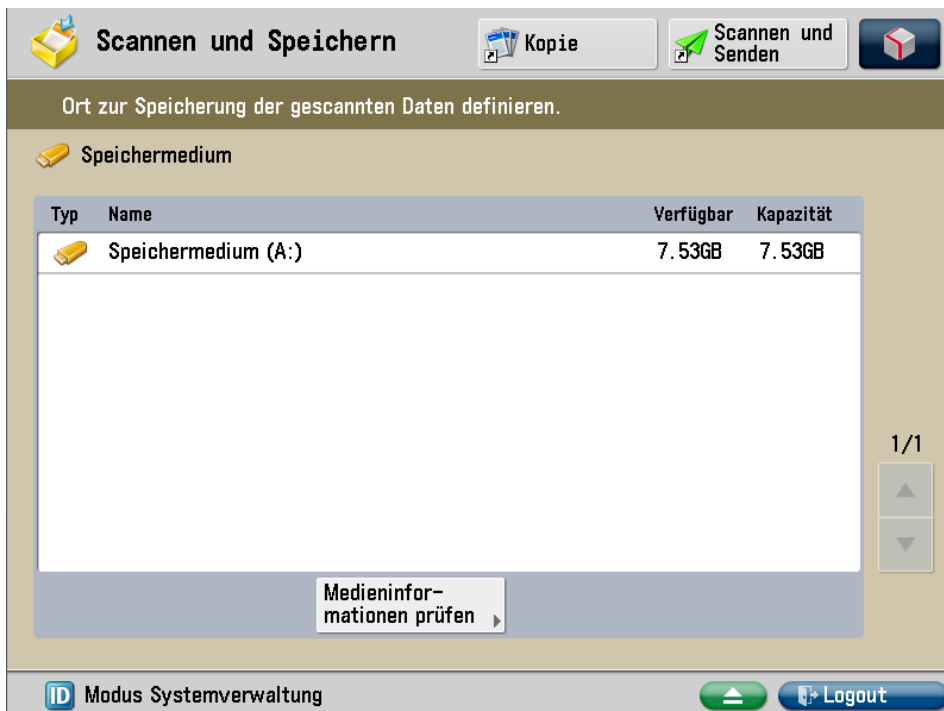 Scannen und Speichern
Kopie
Scannen und
Senden
Ort zur Speicherung der gescannten Daten definieren.
Speichermedium
Typ Name Verfügbar Kapazität
Speichermedium (A:) 7.53GB 7.53GB
1/1
Medieninfor-
mationen prüfen
ID Modus Systemverwaltung Logout